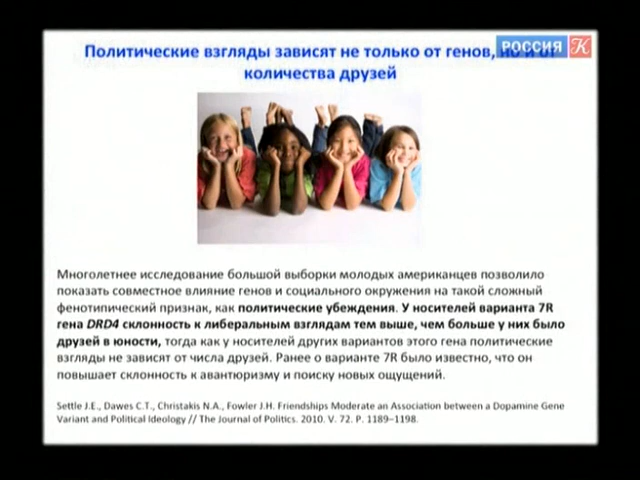 Политические взгляды зависят не только от генов, но и от
РОССИЯ К
количества друзей
Многолетнее исследование большой выборки молодых американцев позволило
показать совместное влияние генов и социального окружения на такой сложный
фенотипический признак, как политические убеждения. У носителей варианта 7R
гена DRD4 склонность к либеральным взглядам тем выше, чем больше у них было
друзей в юности, тогда как у носителей других вариантов этого гена политические
взгляды не зависят от числа друзей. Ранее о варианте 7R было известно, что он
повышает склонность к авантюризму и поиску новых ощущений.
Settle J.E., Dawes C.T., Christakis N.A., Fowler J.H. Friendships Moderate an Association between a Dopamine Gene
Variant and Political Ideology // The Journal of Politics. 2010. V. 72. P. 1189–1198.